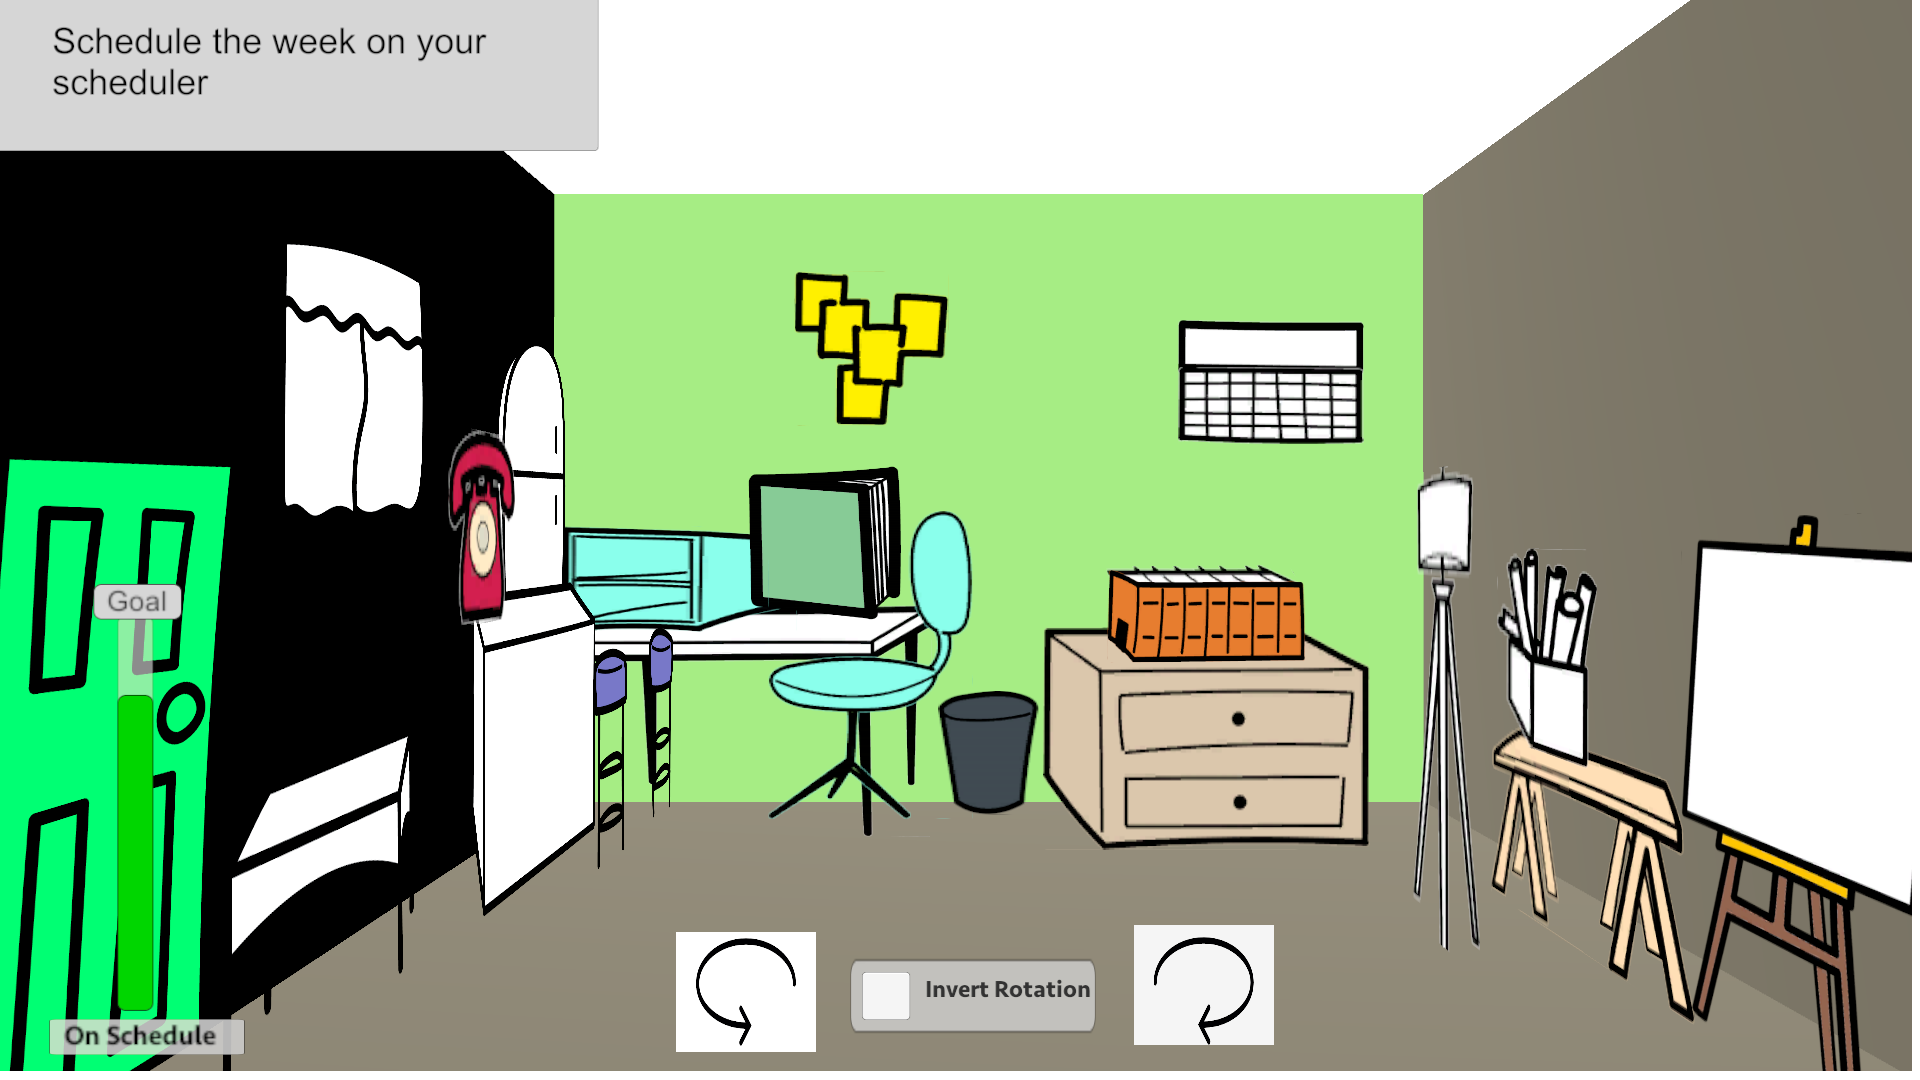 Schedule the week on your
scheduler
Goal
Invert Rotation
On Schedule